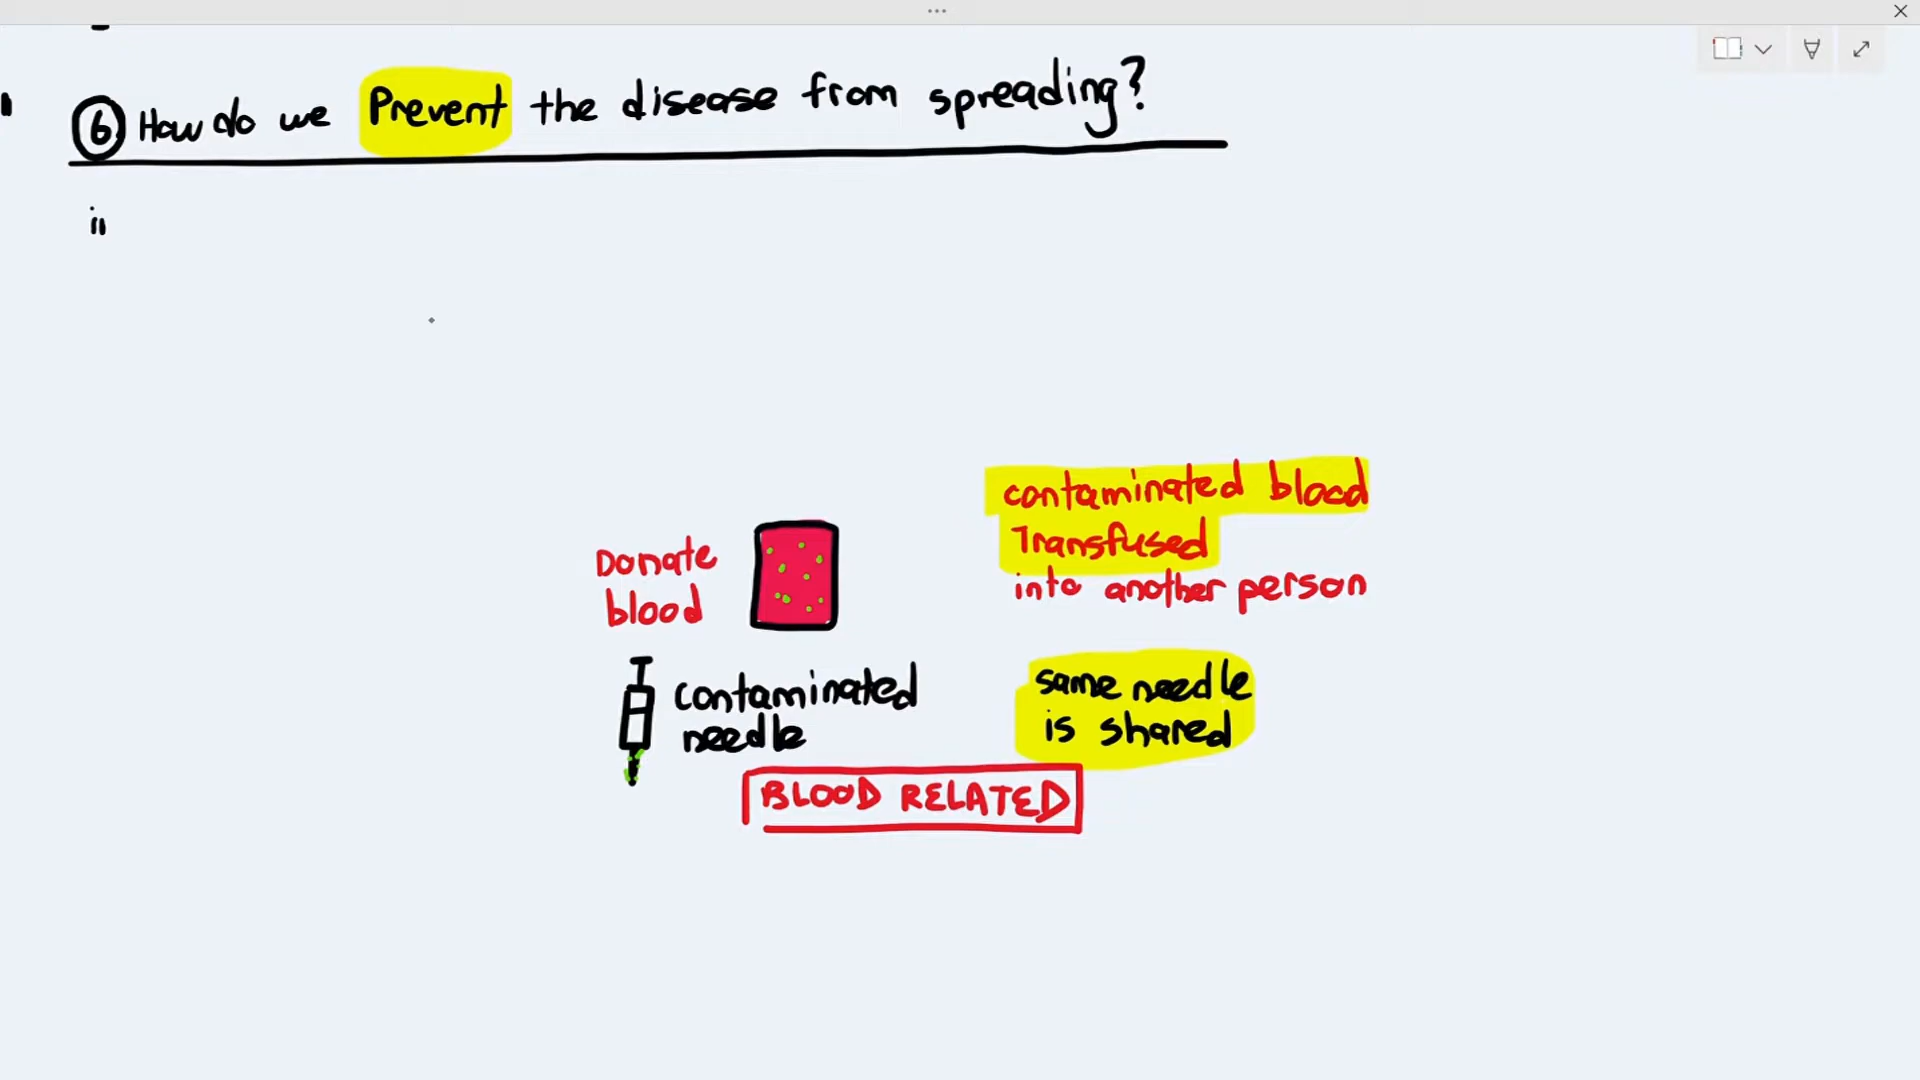 6 How do we Prevent the disease from spreading?
ii
Donate
blood
contaminated blood
Transfused
into another person
contaminated
needle
same needle
is shared
BLOOD RELATED